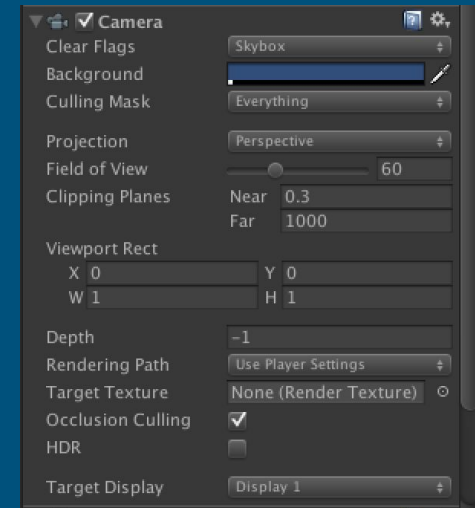 Camera
Clear Flags Skybox
Background
Culling Mask Everything
Projection Perspective
Field of View 60
Clipping Planes Near 0.3
Far 1000
Viewport Rect
X 0 Y 0
W 1 H 1
Depth -1
Rendering Path Use Player Settings
Target Texture None (Render Texture)
Occlusion Culling
HDR
Target Display Display 1